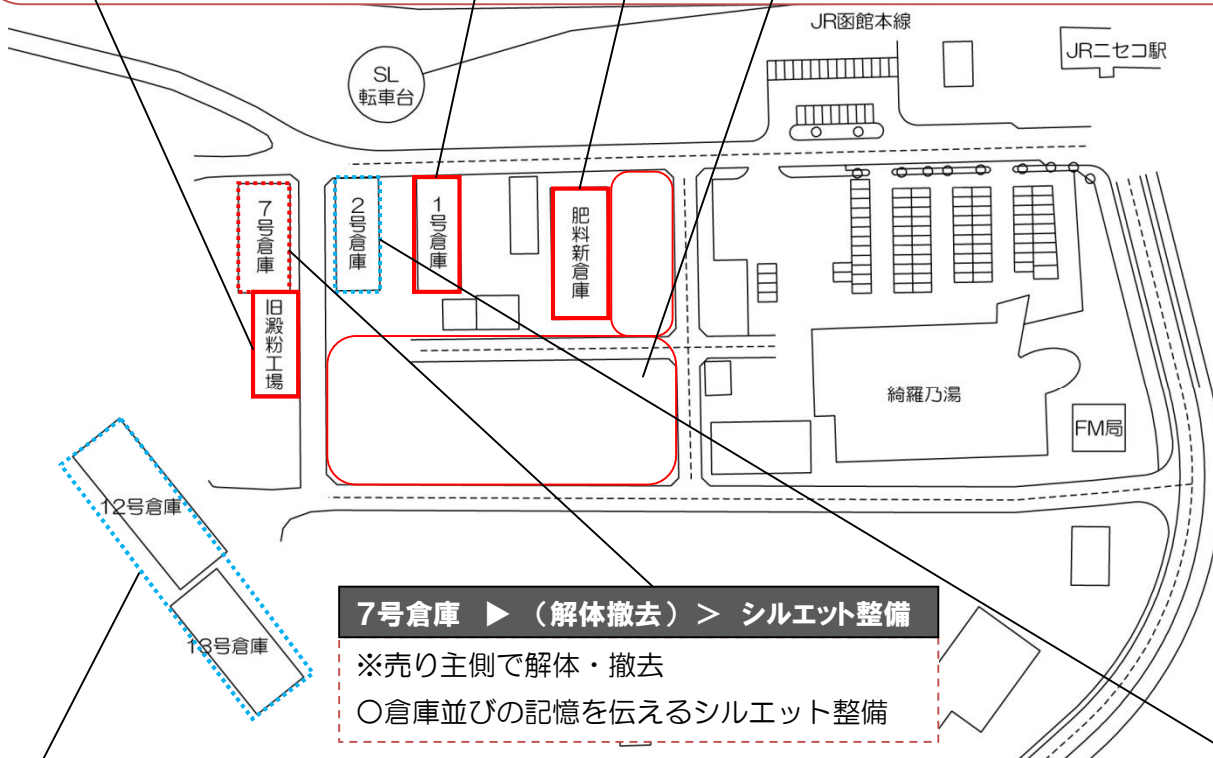 JR函館本線
JRニセコ駅
SL
転車台
7号倉庫
2号倉庫
1号倉庫
肥料新倉庫
旧澱粉工場
綺羅乃湯
FM局
12号倉庫
13号倉庫
7号倉庫 ▶ （解体撤去）＞ シルエット整備
※売り主側で解体・撤去
○倉庫並びの記憶を伝えるシルエット整備